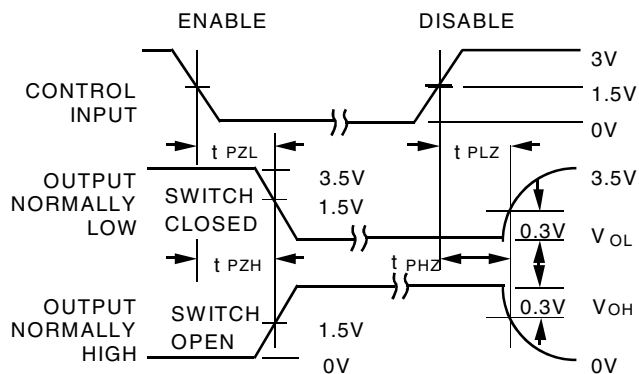 ENABLE DISABLE
3V
CONTROL INPUT 1.5V
0V
t PZL t PLZ
OUTPUT NORMALLY LOW
SWITCH CLOSED
3.5V
1.5V
3.5V
0.3V
VOL
t PZH t PHZ
OUTPUT NORMALLY HIGH
SWITCH OPEN
1.5V
0V
0.3V
VOH
0V